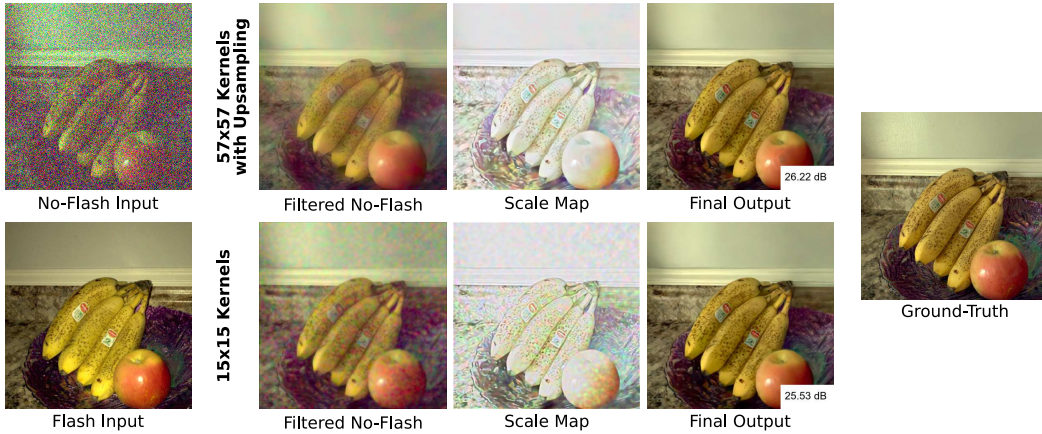 No-Flash Input
57x57 Kernels
with Upsampling
Filtered No-Flash
Scale Map
26.22 dB
Final Output
Flash Input
15x15 Kernels
Filtered No-Flash
Scale Map
25.53 dB
Final Output
Ground-Truth